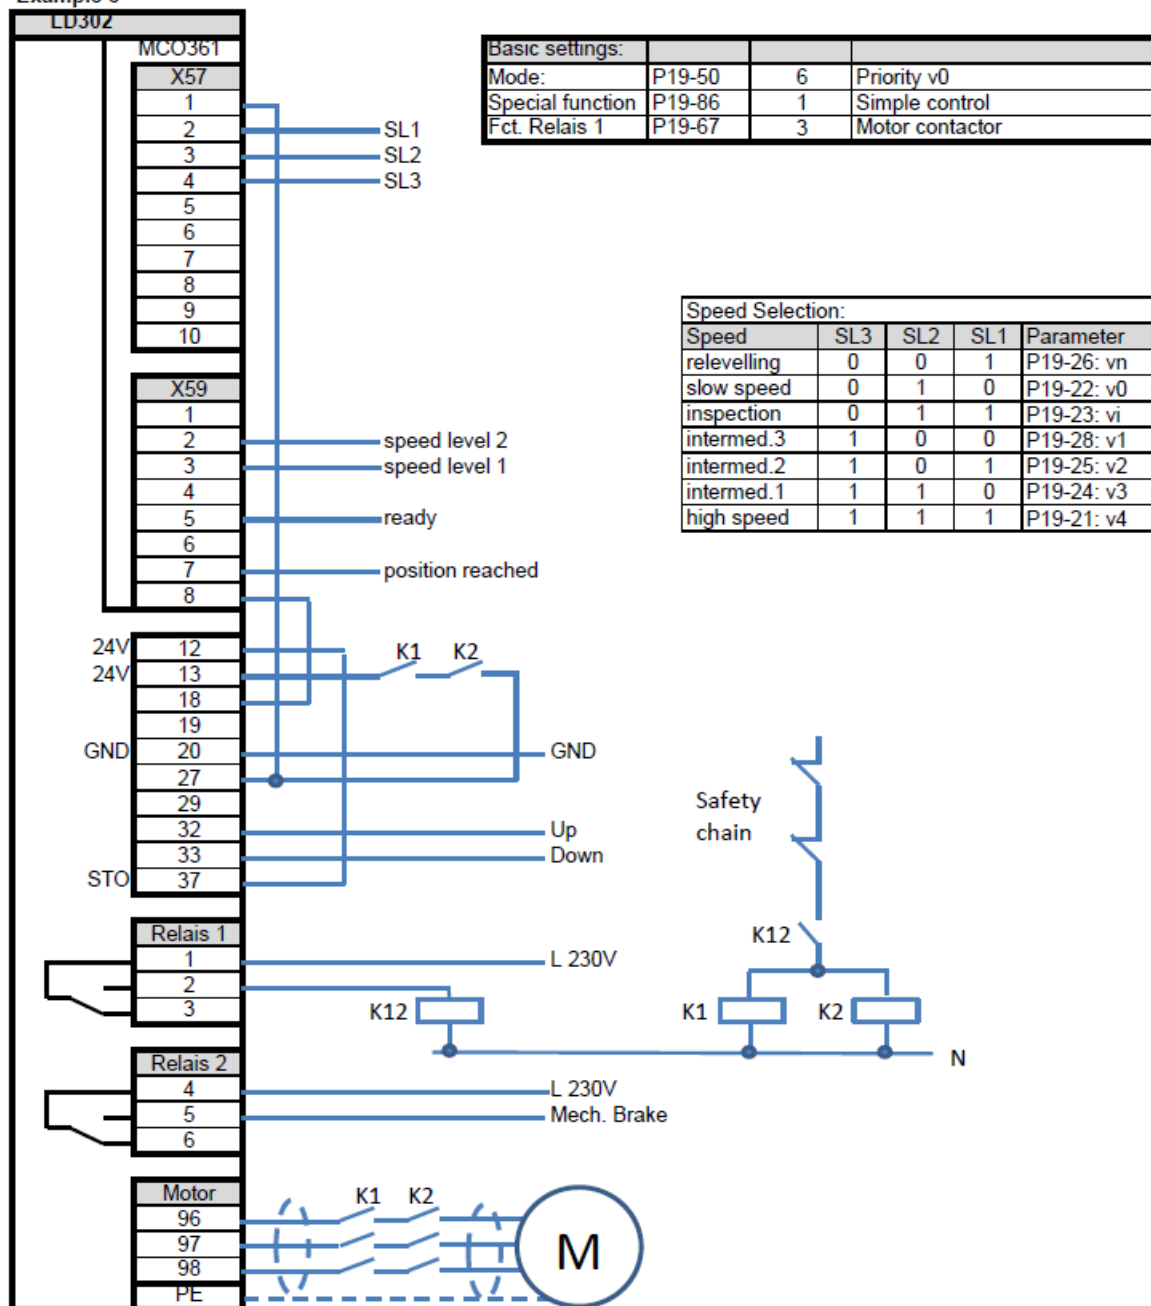 LD302
MCO361
X57
1
2 SL1
3 SL2
4 SL3
5
6
7
8
9
10
Basic settings:
Mode: P19-50 6 Priority v0
Special function P19-86 1 Simple control
Fct. Relais 1 P19-67 3 Motor contactor
Speed Selection:
Speed SL3 SL2 SL1 Parameter
relevelling 0 0 1 P19-26: vn
slow speed 0 1 0 P19-22: v0
inspection 0 1 1 P19-23: vi
intermed.3 1 0 0 P19-28: v1
intermed.2 1 0 1 P19-25: v2
intermed.1 1 1 0 P19-24: v3
high speed 1 1 1 P19-21: v4
X59
1
2 speed level 2
3 speed level 1
4
5 ready
6
7 position reached
8
24V 12
24V 13 K1 K2
18
19
GND 20 GND
27
29
32 Up
33 Down
STO 37
Safety
chain
K12
K1 K2
N
Relais 1
1 L 230V
2
3 K12
Relais 2
4 L 230V
5 Mech. Brake
6
Motor K1 K2
96
97 M
98
PE